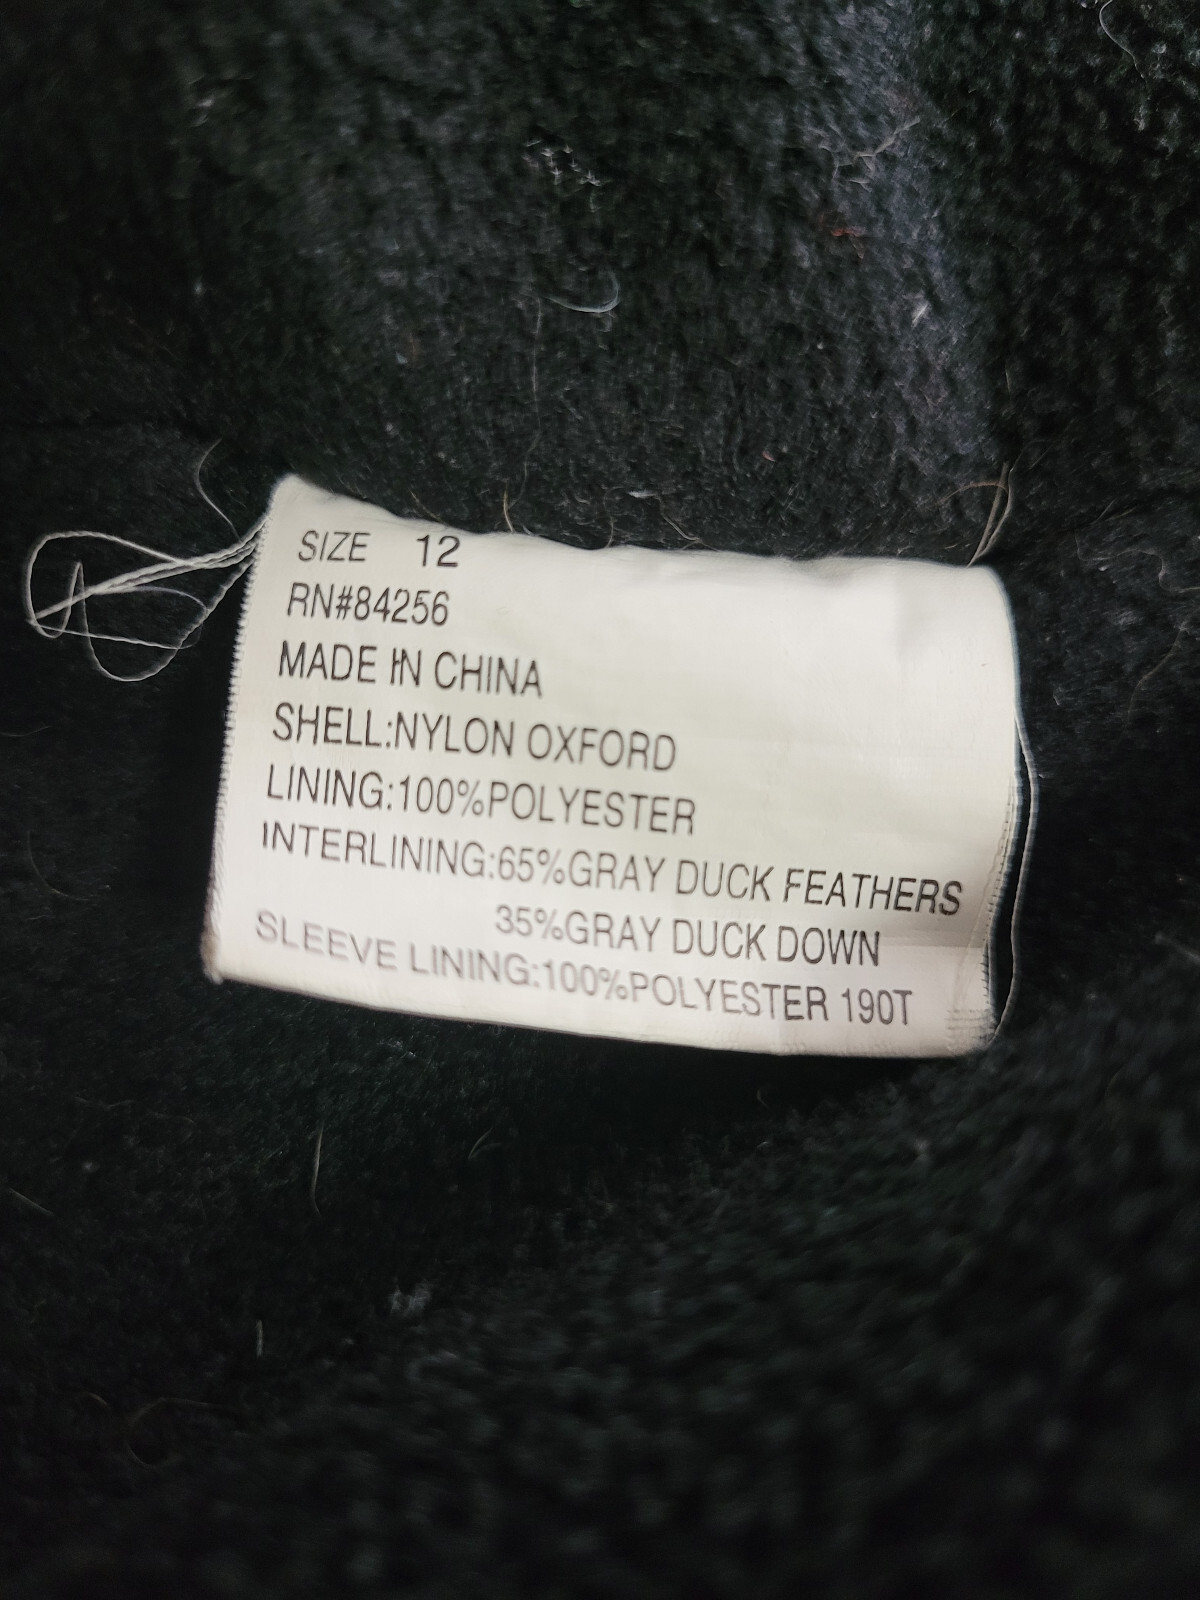 SIZE 12
RN#84256
MADE IN CHINA
SHELL:NYLON OXFORD
LINING:100%POLYESTER
INTERLINING:65%GRAY DUCK FEATHERS
35%GRAY DUCK DOWN
SLEEVE LINING:100%POLYESTER 190T